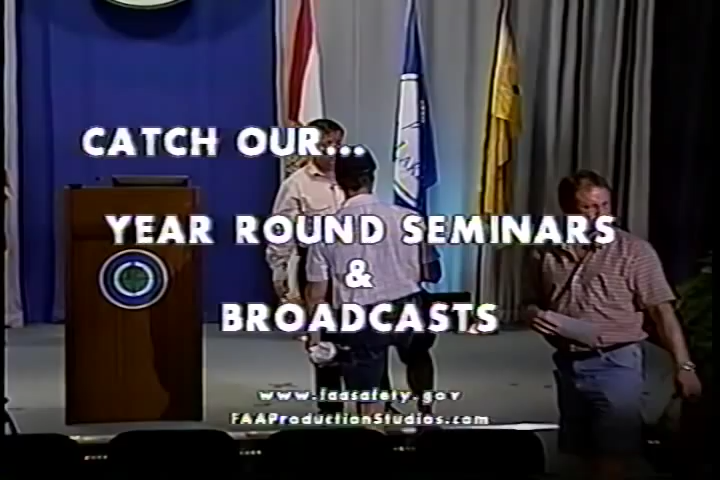 CATCH OUR...
YEAR ROUND SEMINARS
&
BROADCASTS
www.faasafety.gov
FAAProductionStudios.com